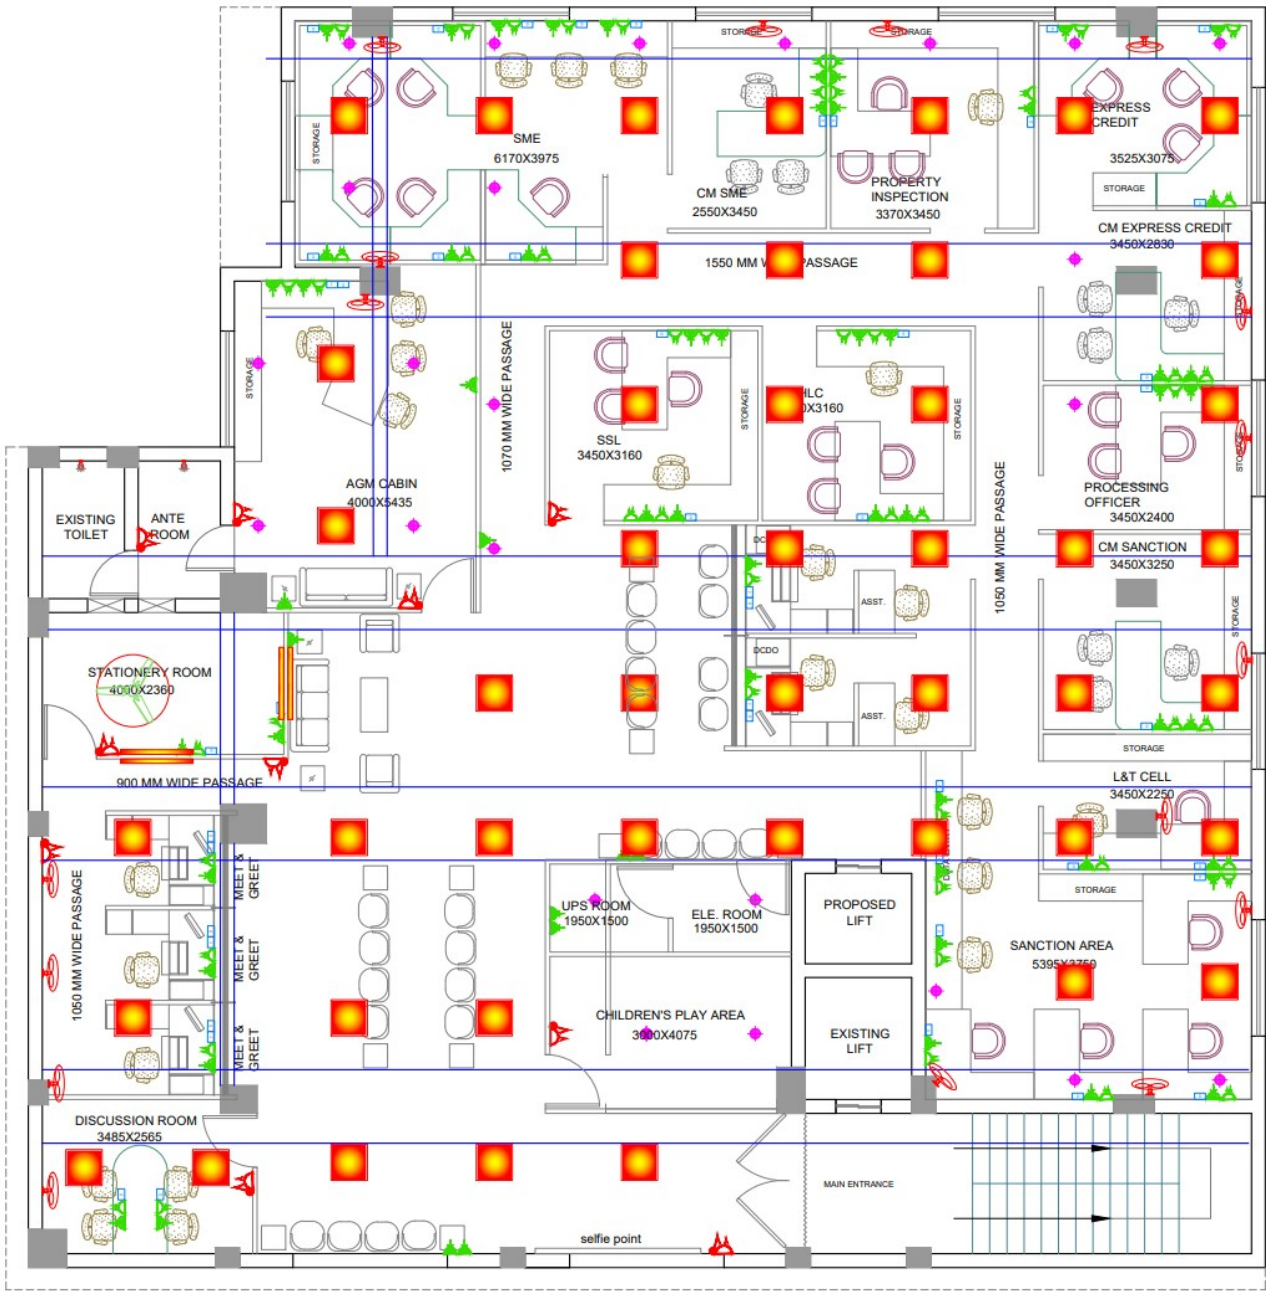 STORAGE
STORAGE
STORAGE
SME
6170X3975
CM SME
2550X3450
PROPERTY
INSPECTION
3370X3450
EXPRESS
CREDIT
3525X3075
STORAGE
CM EXPRESS CREDIT
3450X2830
STORAGE
1550 MM W PASSAGE
1070 MM WIDE PASSAGE
STORAGE
AGM CABIN
4000X5435
SSL
3450X3160
STORAGE
HLC
0X3160
STORAGE
1050 MM WIDE PASSAGE
STORAGE
PROCESSING
OFFICER
3450X2400
CM SANCTION
3450X3250
STORAGE
EXISTING
TOILET
ANTE
ROOM
DC
ASST.
DCDO
ASST.
STATIONERY ROOM
4000X2360
900 MM WIDE PASSAGE
STORAGE
L&T CELL
3450X2250
STORAGE
1050 MM WIDE PASSAGE
MEET &
GREET
MEET &
GREET
MEET &
GREET
UPS ROOM
1950X1500
ELE. ROOM
1950X1500
PROPOSED
LIFT
SANCTION AREA
5395X3750
CHILDREN'S PLAY AREA
3000X4075
EXISTING
LIFT
DISCUSSION ROOM
3485X2565
MAIN ENTRANCE
selfie point